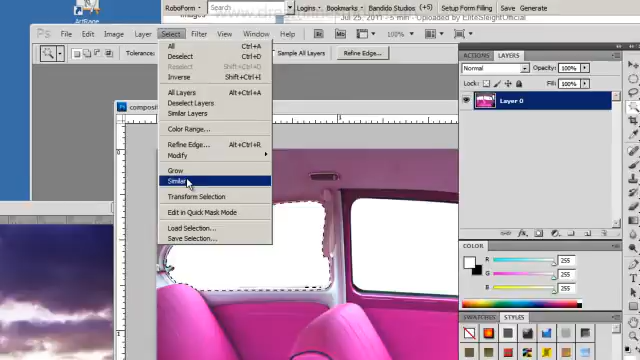 RoboForm
Logins
Bandit Studios (+5)
Setup Form Filling
Generate
ArtRage
Images
Jul 25, 2011 - 5 min - Uploaded by EliteSleightOfficial
Ps File Edit Image Layer Select Filter View Window Help 100%
Tolerance:
Sample All Layers
Refine Edge...
All Ctrl+A
Deselect Ctrl+D
Reselect Shift+Ctrl+D
Inverse Shift+Ctrl+I
All Layers Alt+Ctrl+A
Deselect Layers
Similar Layers
Color Range...
Refine Edge... Alt+Ctrl+R
Modify
Grow
Similar
Transform Selection
Edit in Quick Mask Mode
Load Selection...
Save Selection...
ACTIONS LAYERS
Normal Opacity: 100%
Lock: Fill: 100%
Layer 0
COLOR
R 255
G 255
B 255
SWATCHES STYLES